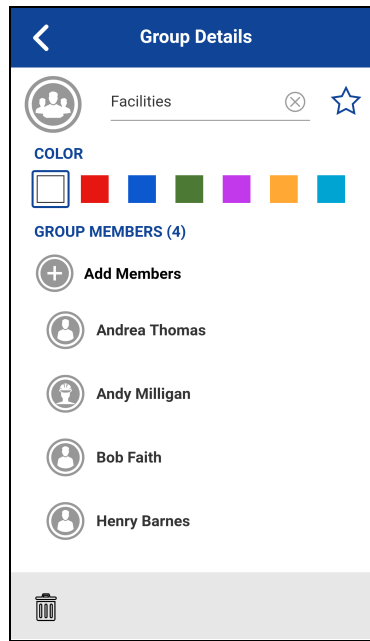 Group Details
Facilities
COLOR
GROUP MEMBERS (4)
Add Members
Andrea Thomas
Andy Milligan
Bob Faith
Henry Barnes